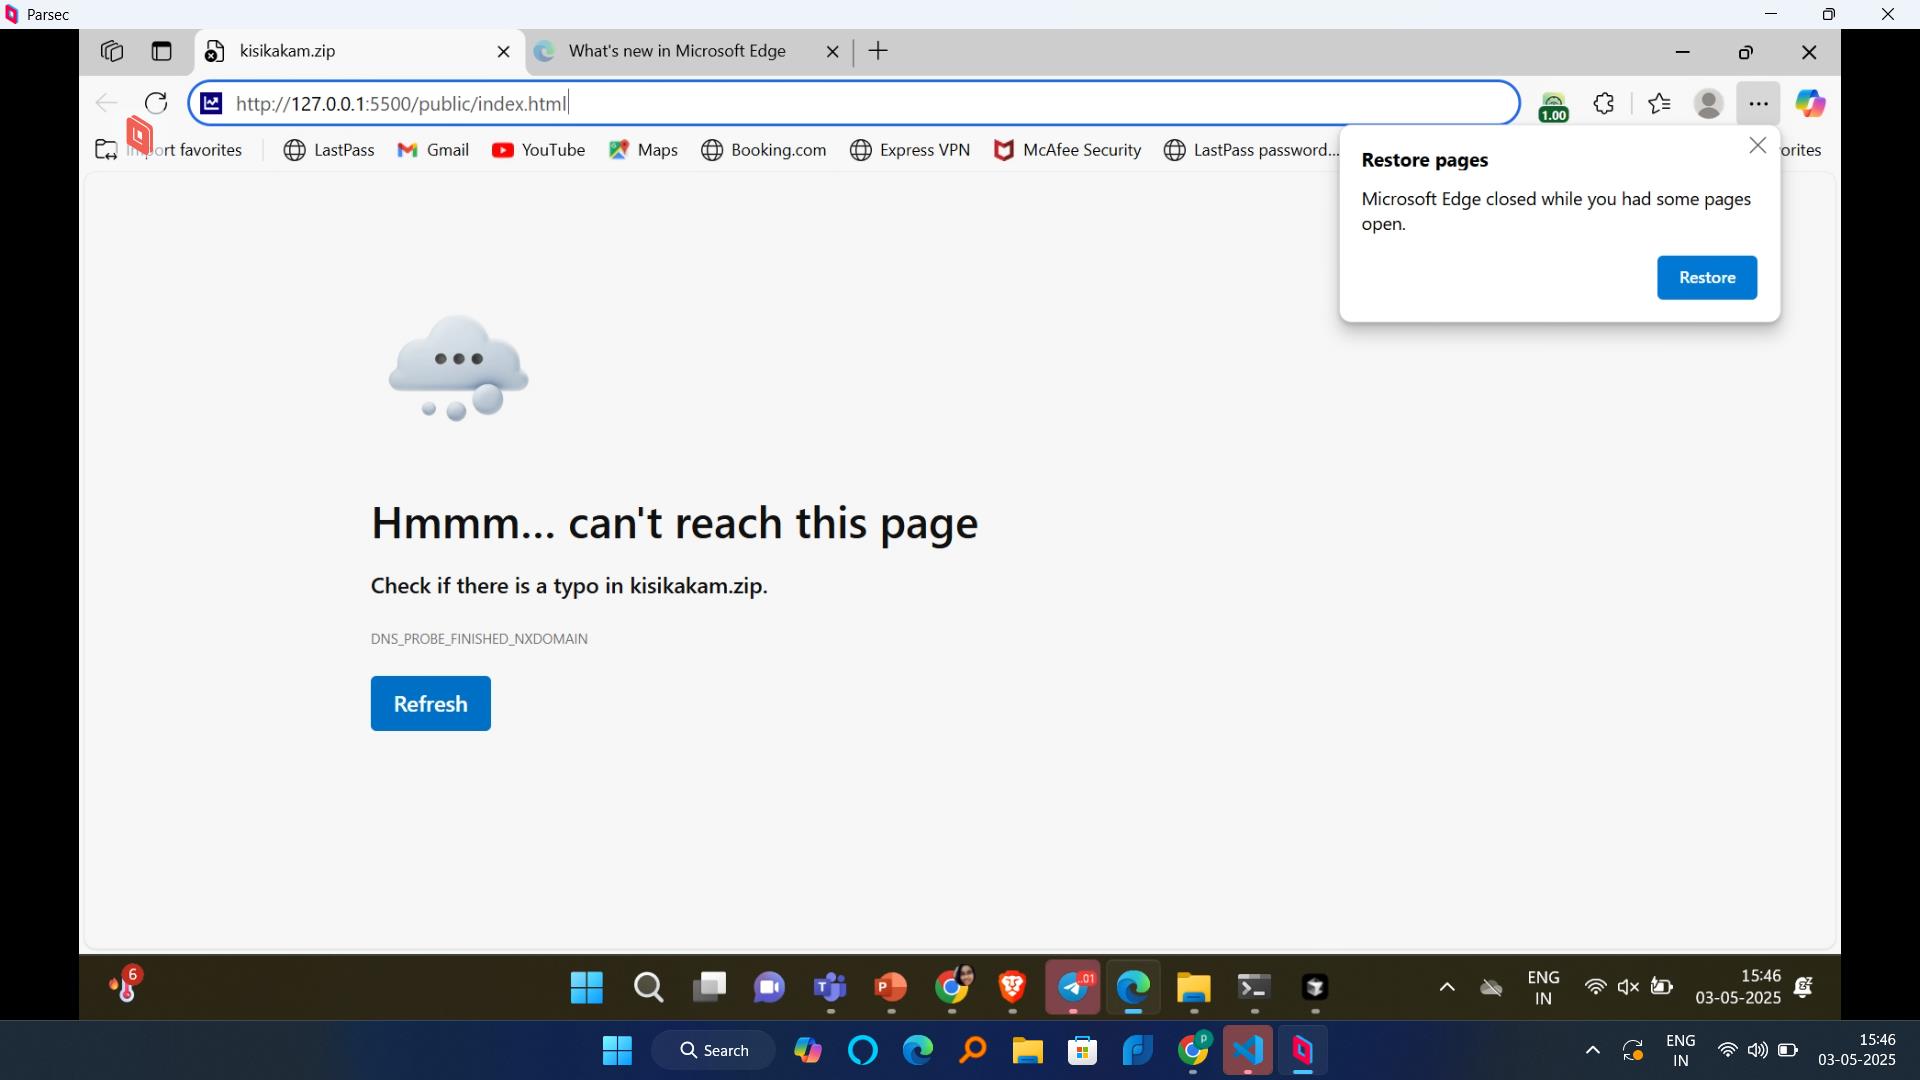 Parsec
kisikakam.zip
What's new in Microsoft Edge
http://127.0.0.1:5500/public/index.html
1.00
ort favorites
LastPass
Gmail
YouTube
Maps
Booking.com
Express VPN
McAfee Security
LastPass password...
orites
Restore pages
Microsoft Edge closed while you had some pages
open.
Restore
Hmmm... can't reach this page
Check if there is a typo in kisikakam.zip.
DNS_PROBE_FINISHED_NXDOMAIN
Refresh
6
.01
ENG
IN
15:46
03-05-2025
Search
P
ENG
IN
15:46
03-05-2025